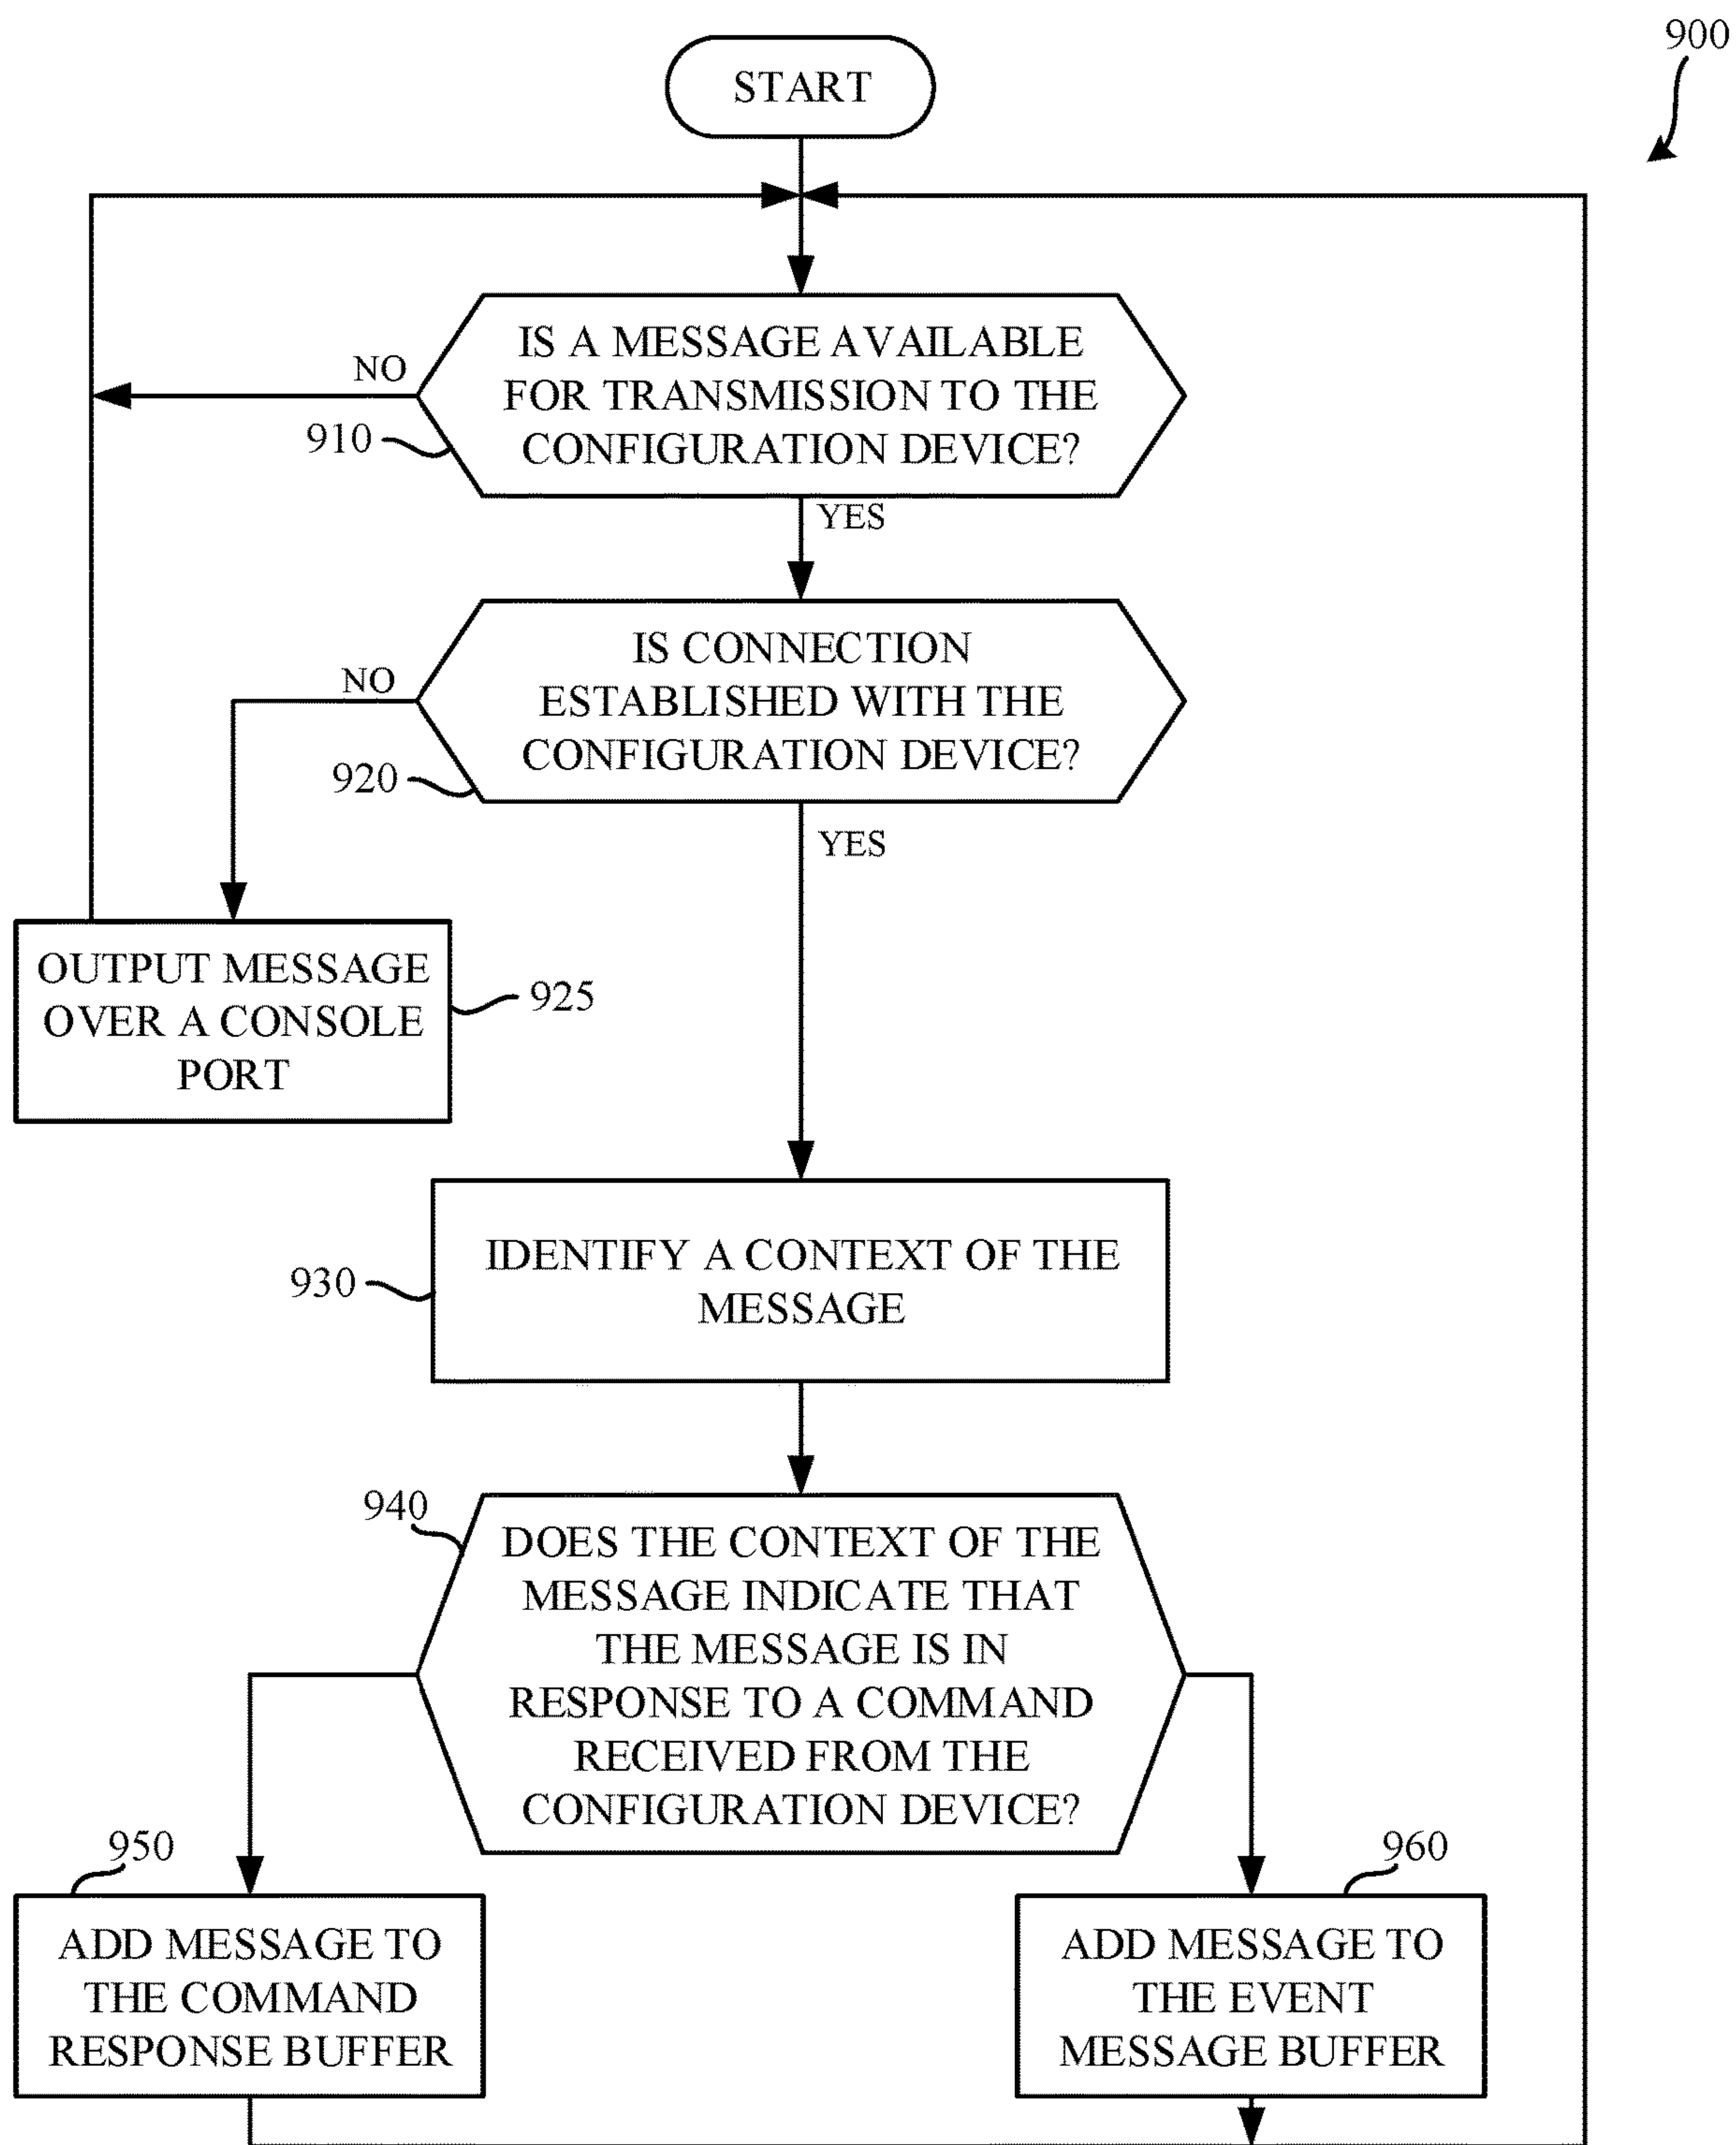 900
START
IS A MESSAGE AVAILABLE
FOR TRANSMISSION TO THE
CONFIGURATION DEVICE?
NO
910
YES
IS CONNECTION
ESTABLISHED WITH THE
CONFIGURATION DEVICE?
NO
920
YES
OUTPUT MESSAGE
OVER A CONSOLE
PORT
925
IDENTIFY A CONTEXT OF THE
MESSAGE
930
940
DOES THE CONTEXT OF THE
MESSAGE INDICATE THAT
THE MESSAGE IS IN
RESPONSE TO A COMMAND
RECEIVED FROM THE
CONFIGURATION DEVICE?
950
ADD MESSAGE TO
THE COMMAND
RESPONSE BUFFER
960
ADD MESSAGE TO
THE EVENT
MESSAGE BUFFER